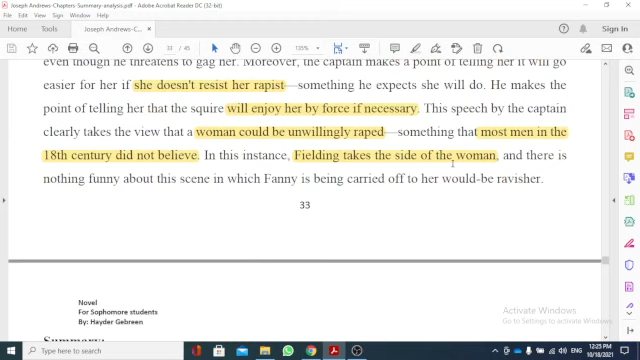 Joseph-Andrews-Chapters-Summary-analysis.pdf - Adobe Acrobat Reader DC (32-bit)
File Edit View Sign Window Help
Home Tools Joseph-Andrews-Ch... × Sign In
33 / 45 135%
even though he threatens to gag her. Moreover, the captain makes a point of telling her it will go
easier for her if she doesn't resist her rapist—something he expects she will do. He makes the
point of telling her that the squire will enjoy her by force if necessary. This speech by the captain
clearly takes the view that a woman could be unwillingly raped—something that most men in the
18th century did not believe. In this instance, Fielding takes the side of the woman, and there is
nothing funny about this scene in which Fanny is being carried off to her would-be ravisher.
33
Novel
For Sophomore students
By: Hayder Gebreen
Activate Windows
Go to Settings to activate Windows.
Summary:
Type here to search
ENG
12:25 PM
10/18/2021